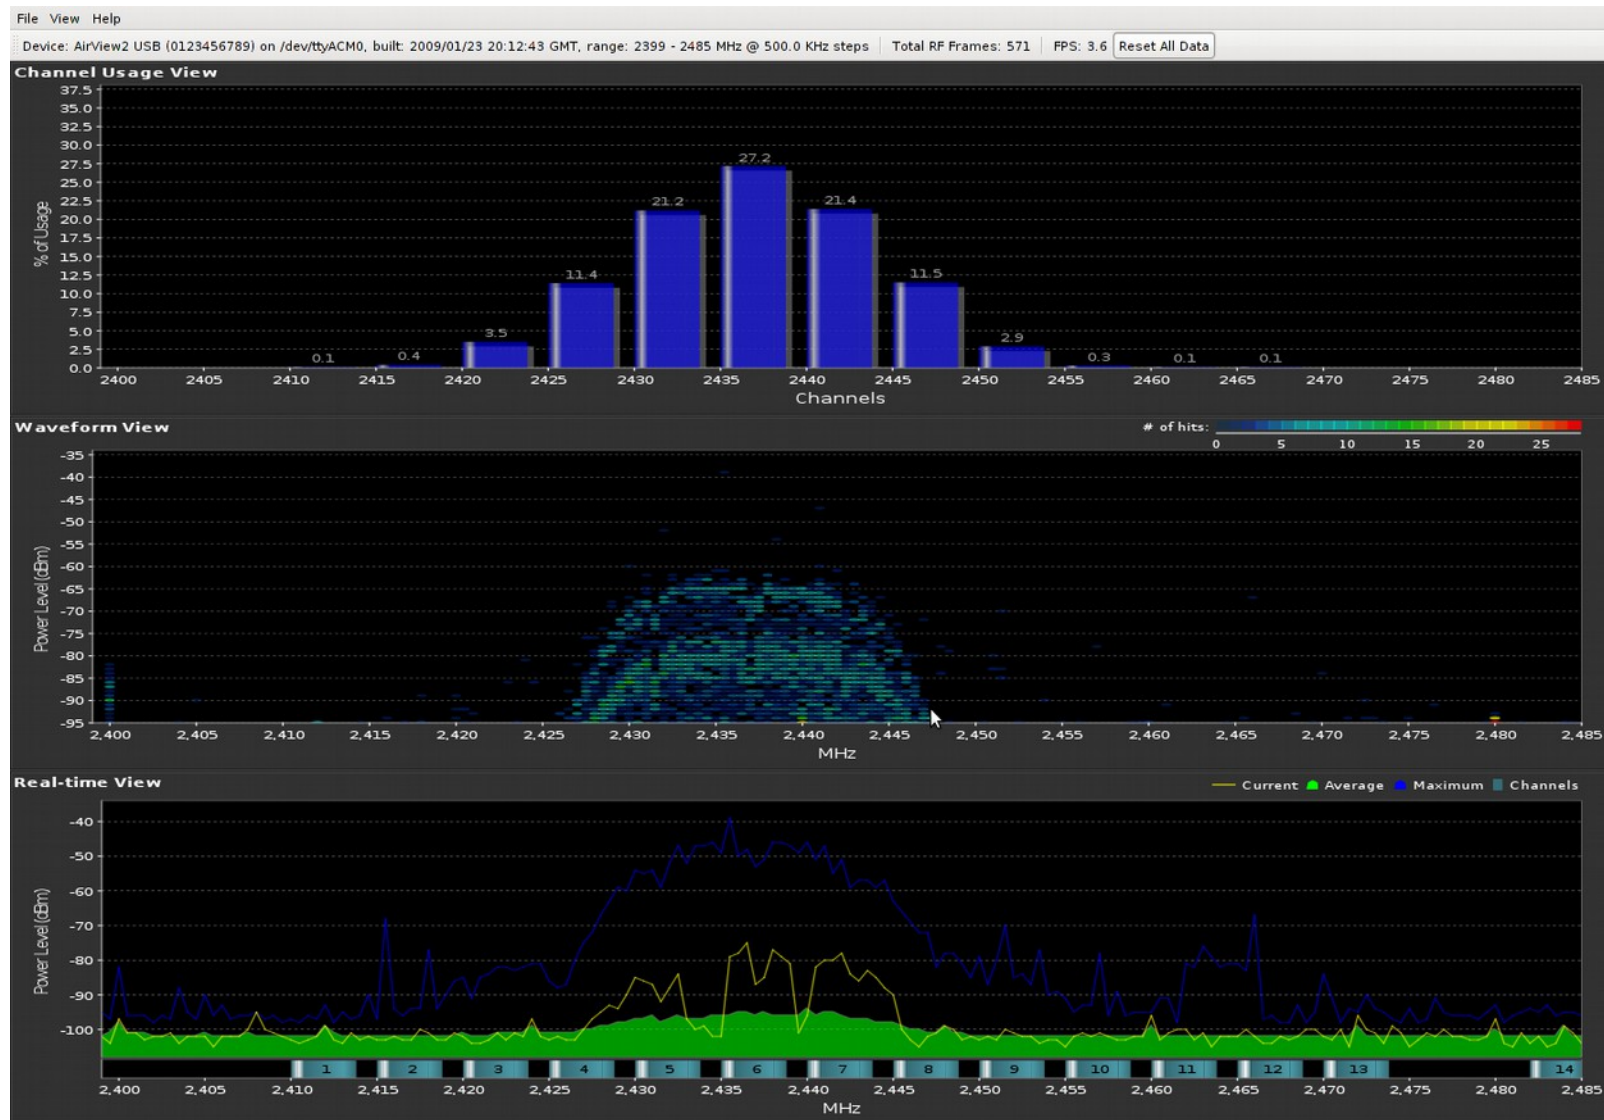 File View Help
Device: AirView2 USB (0123456789) on /dev/ttyACM0, built: 2009/01/23 20:12:43 GMT, range: 2399 - 2485 MHz @ 500.0 KHz steps Total RF Frames: 571 FPS: 3.6 Reset All Data
Channel Usage View
37.5
35.0
32.5
30.0
27.5
25.0
22.5
20.0
17.5
15.0
12.5
10.0
7.5
5.0
2.5
0.0
% of Usage
0.1 0.4 3.5 11.4 21.2 27.2 21.4 11.5 2.9 0.3 0.1 0.1
2400 2405 2410 2415 2420 2425 2430 2435 2440 2445 2450 2455 2460 2465 2470 2475 2480 2485
Channels
Waveform View
# of hits:
0 5 10 15 20 25
-35
-40
-45
-50
-55
-60
-65
-70
-75
-80
-85
-90
-95
Power Level (dBm)
2,400 2,405 2,410 2,415 2,420 2,425 2,430 2,435 2,440 2,445 2,450 2,455 2,460 2,465 2,470 2,475 2,480 2,485
MHz
Real-time View
Current Average Maximum Channels
-40
-50
-60
-70
-80
-90
-100
Power Level (dBm)
1 2 3 4 5 6 7 8 9 10 11 12 13 14
2,400 2,405 2,410 2,415 2,420 2,425 2,430 2,435 2,440 2,445 2,450 2,455 2,460 2,465 2,470 2,475 2,480 2,485
MHz